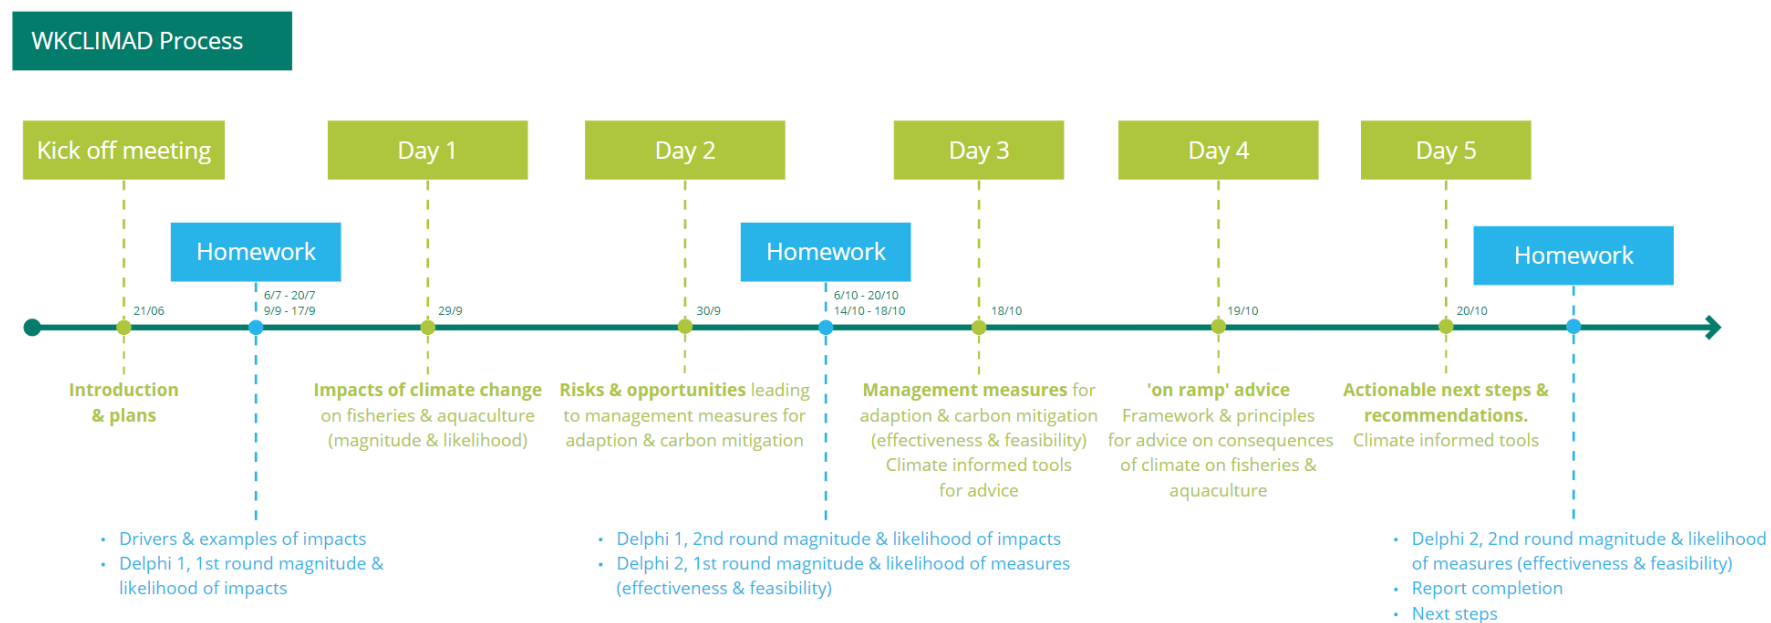 WKCLIMAD Process
Kick off meeting
Day 1
Day 2
Day 3
Day 4
Day 5
Homework
Homework
Homework
21/06
6/7 - 20/7
9/9 - 17/9
29/9
30/9
6/10 - 20/10
14/10 - 18/10
18/10
19/10
20/10
Introduction
& plans
Impacts of climate change
on fisheries & aquaculture
(magnitude & likelihood)
Risks & opportunities leading
to management measures for
adaption & carbon mitigation
Management measures for
adaption & carbon mitigation
(effectiveness & feasibility)
Climate informed tools
for advice
'on ramp' advice
Framework & principles
for advice on consequences
of climate on fisheries &
aquaculture
Actionable next steps &
recommendations.
Climate informed tools
• Drivers & examples of impacts
• Delphi 1, 1st round magnitude &
likelihood of impacts
• Delphi 1, 2nd round magnitude & likelihood of impacts
• Delphi 2, 1st round magnitude & likelihood of measures
(effectiveness & feasibility)
• Delphi 2, 2nd round magnitude & likelihood
of measures (effectiveness & feasibility)
• Report completion
• Next steps